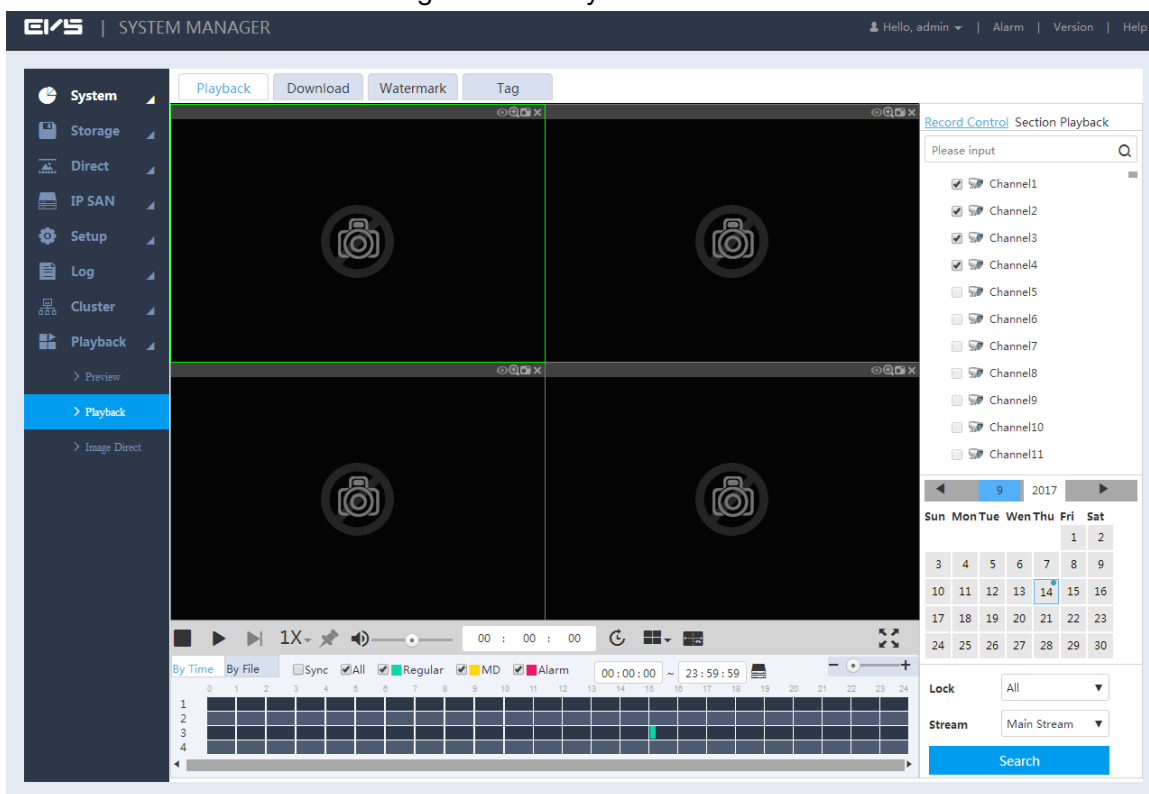 EVS | SYSTEM MANAGER
Hello, admin | Alarm | Version | Help
System
Storage
Direct
IP SAN
Setup
Log
Cluster
Playback
> Preview
> Playback
> Image Direct
Playback Download Watermark Tag
Record Control Section Playback
Please input
Channel1
Channel2
Channel3
Channel4
Channel5
Channel6
Channel7
Channel8
Channel9
Channel10
Channel11
9 2017
Sun Mon Tue Wen Thu Fri Sat
1 2
3 4 5 6 7 8 9
10 11 12 13 14 15 16
17 18 19 20 21 22 23
24 25 26 27 28 29 30
Lock All
Stream Main Stream
Search
1X 00 : 00 : 00
By Time By File Sync All Regular MD Alarm 00:00:00 ~ 23:59:59
0 1 2 3 4 5 6 7 8 9 10 11 12 13 14 15 16 17 18 19 20 21 22 23 24
1
2
3
4